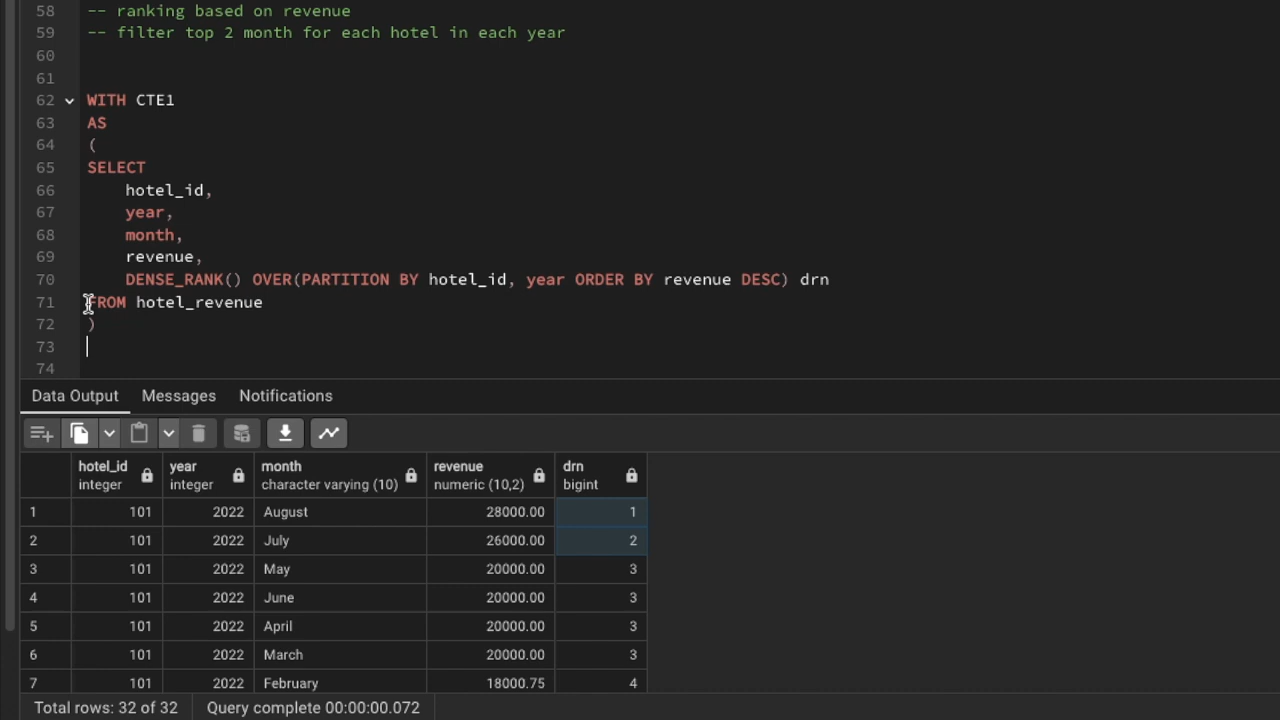 58 -- ranking based on revenue
59 -- filter top 2 month for each hotel in each year
60
61
62 WITH CTE1
63 AS
64 (
65 SELECT
66 hotel_id,
67 year,
68 month,
69 revenue,
70 DENSE_RANK() OVER(PARTITION BY hotel_id, year ORDER BY revenue DESC) drn
71 FROM hotel_revenue
72 )
73
74
Data Output Messages Notifications
hotel_id year month revenue drn
integer integer character varying (10) numeric (10,2) bigint
1 101 2022 August 28000.00 1
2 101 2022 July 26000.00 2
3 101 2022 May 20000.00 3
4 101 2022 June 20000.00 3
5 101 2022 April 20000.00 3
6 101 2022 March 20000.00 3
7 101 2022 February 18000.75 4
Total rows: 32 of 32 Query complete 00:00:00.072